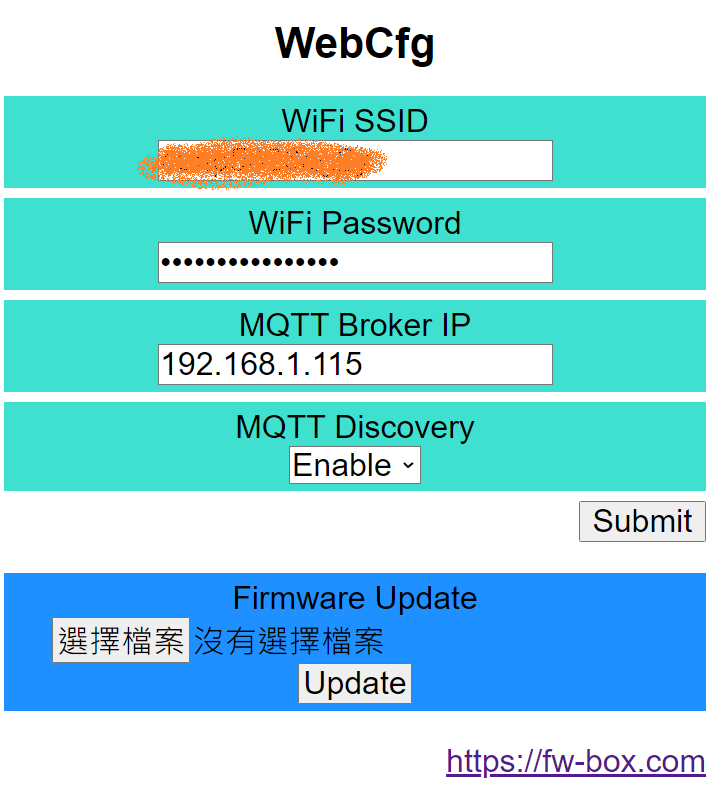 WebCfg
WiFi SSID
WiFi Password
••••••••••••••••
MQTT Broker IP
192.168.1.115
MQTT Discovery
Enable
Submit
Firmware Update
選擇檔案 沒有選擇檔案
Update
https://fw-box.com